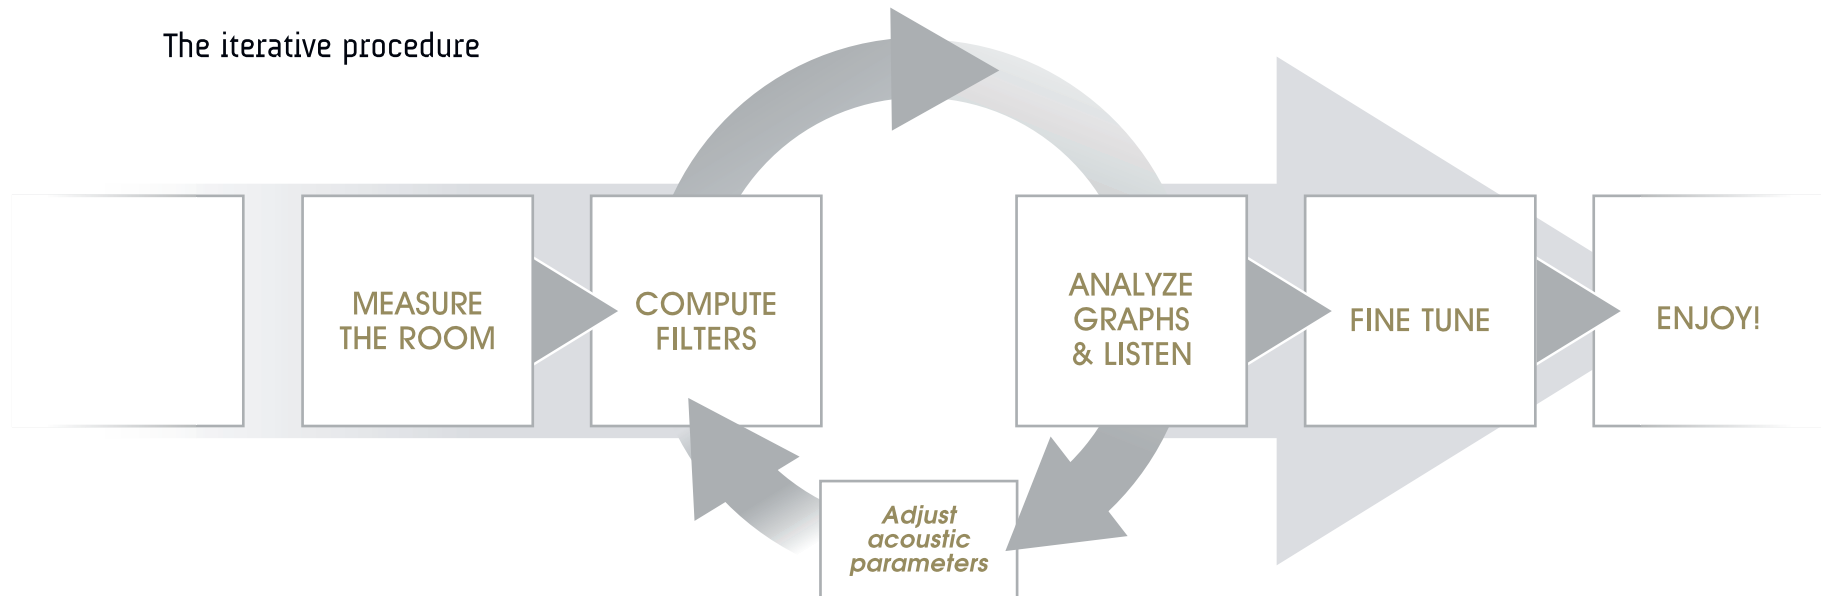 The iterative procedure
MEASURE
THE ROOM
COMPUTE
FILTERS
ANALYZE
GRAPHS
& LISTEN
FINE TUNE
ENJOY!
Adjust
acoustic
parameters